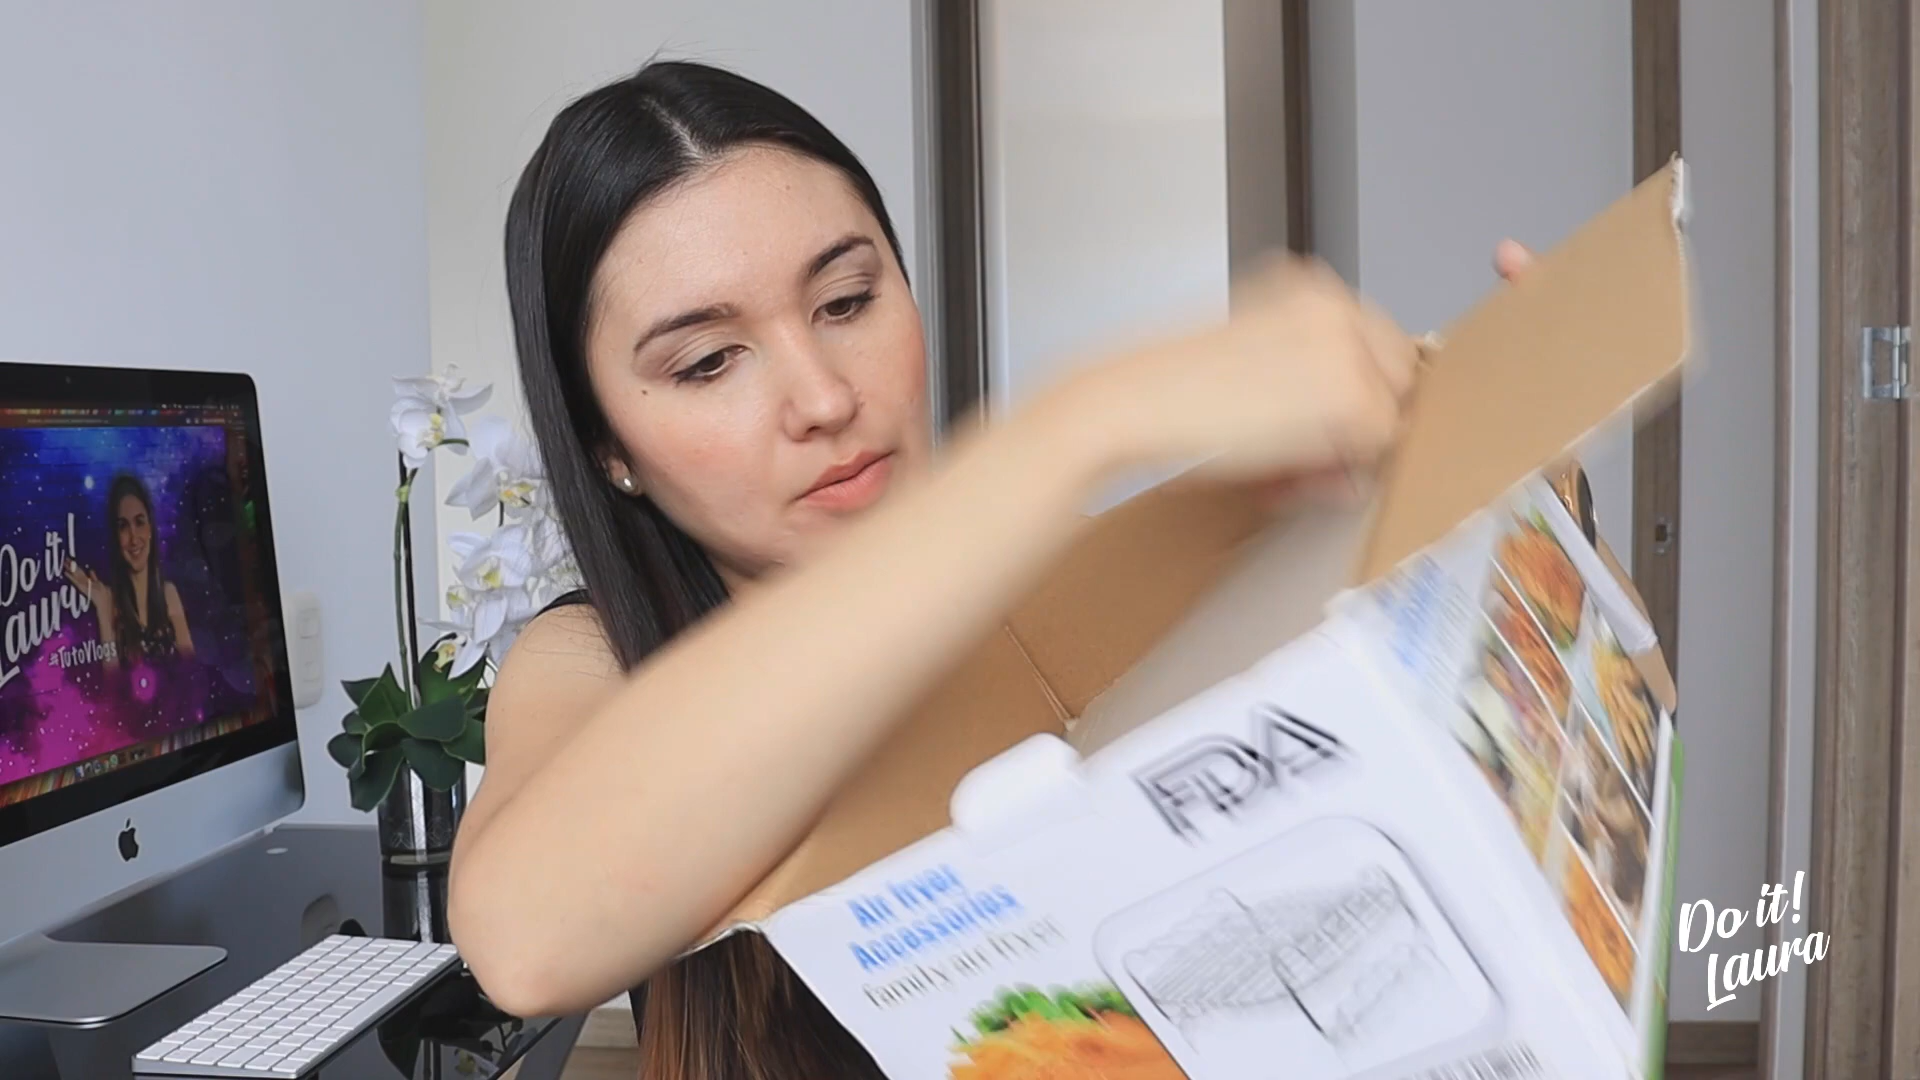 Do it!
Laura
#TutoVlogs
FDA
Air fryer
Accessories
family air fryer
Do it!
Laura